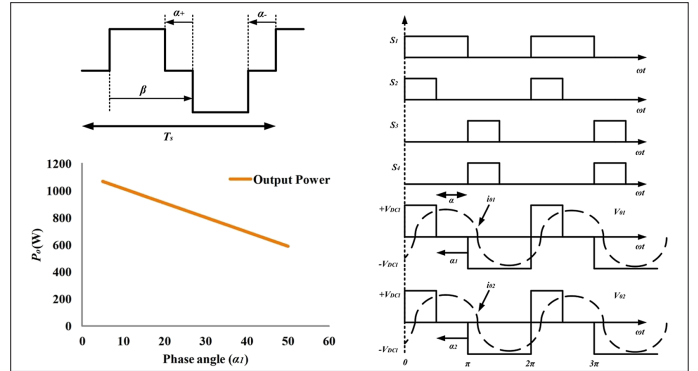 α+
α-
β
Ts
1200
1000
800
600
400
200
0
Po(W)
Output Power
0
10
20
30
40
50
60
Phase angle (α1)
S1
ωt
S2
ωt
S3
ωt
S4
ωt
α
+VDC1
i01
V01
ωt
-VDC1
α1
+VDC1
i02
V02
ωt
-VDC1
α2
0
π
2π
3π